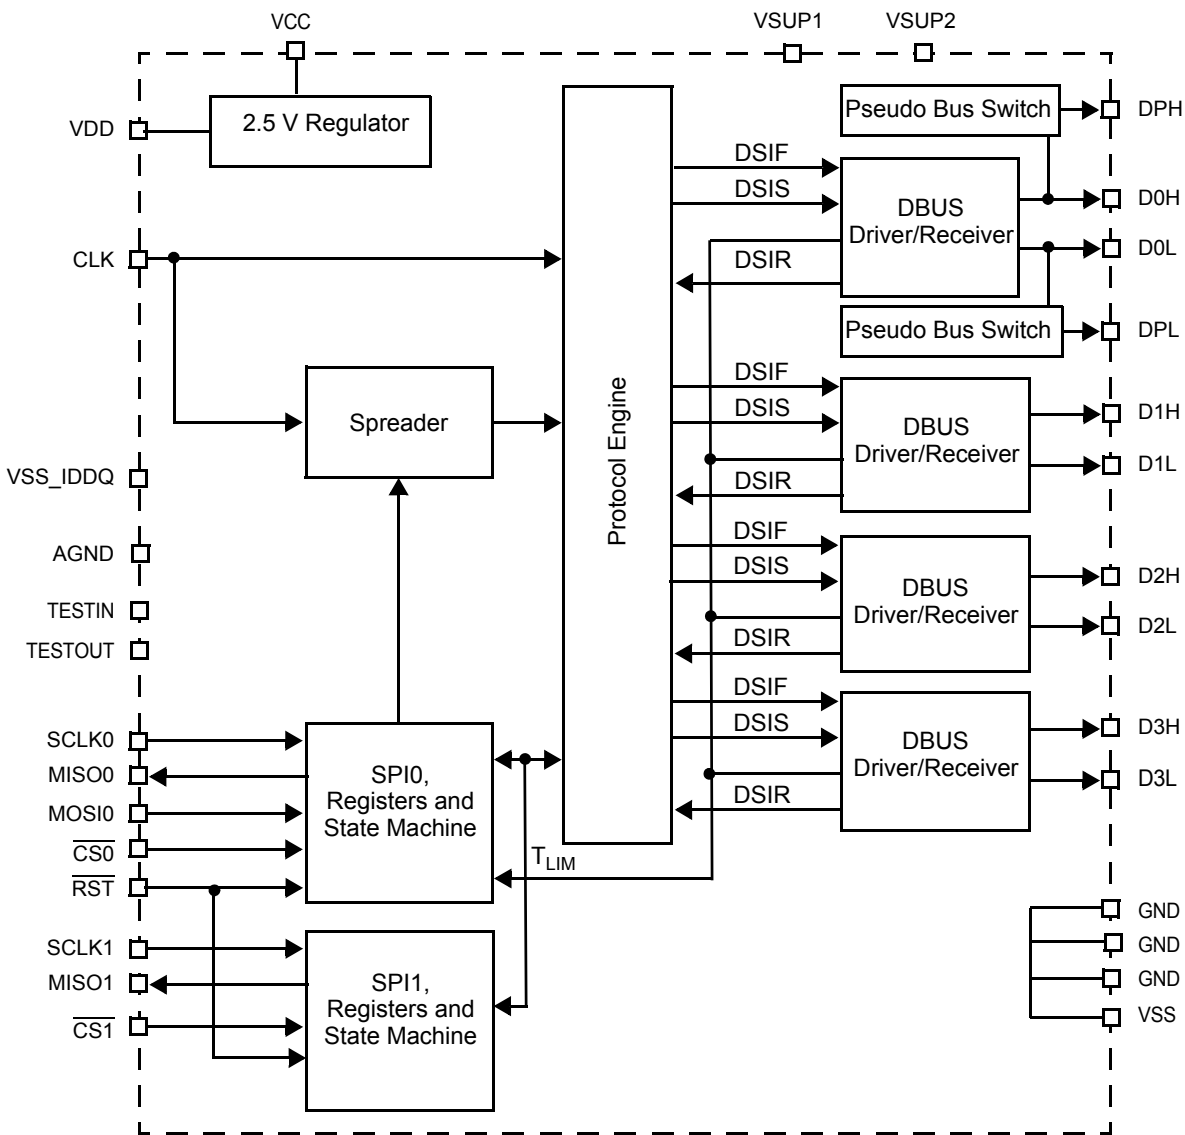 VCC
VSUP1
VSUP2
VDD
2.5 V Regulator
Pseudo Bus Switch
DPH
DSIF
DSIS
DBUS
Driver/Receiver
D0H
D0L
DSIR
CLK
Pseudo Bus Switch
DPL
Spreader
Protocol Engine
DSIF
DSIS
DBUS
Driver/Receiver
D1H
D1L
DSIR
VSS_IDDQ
AGND
TESTIN
TESTOUT
DSIF
DSIS
DBUS
Driver/Receiver
D2H
D2L
DSIR
DSIF
DSIS
DBUS
Driver/Receiver
D3H
D3L
DSIR
SCLK0
MISO0
MOSI0
CS0
RST
SPI0,
Registers and
State Machine
TLIM
SCLK1
MISO1
CS1
SPI1,
Registers and
State Machine
GND
GND
GND
VSS